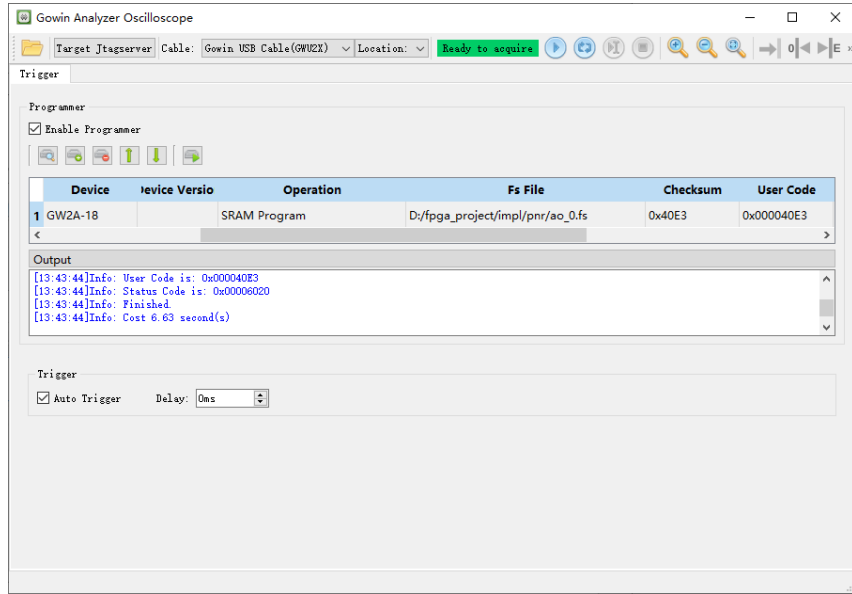 Gowin Analyzer Oscilloscope
Target Jtagserver Cable: Gowin USB Cable(GWU2X) Location: Ready to acquire 0 E »
Trigger
Programmer
Enable Programmer
Device evice Versio Operation Fs File Checksum User Code
1 GW2A-18 SRAM Program D:/fpga_project/impl/pnr/ao_0.fs 0x40E3 0x000040E3
Output
[13:43:44]Info: User Code is: 0x000040E3
[13:43:44]Info: Status Code is: 0x00006020
[13:43:44]Info: Finished.
[13:43:44]Info: Cost 6.63 second(s)
Trigger
Auto Trigger Delay: 0ms